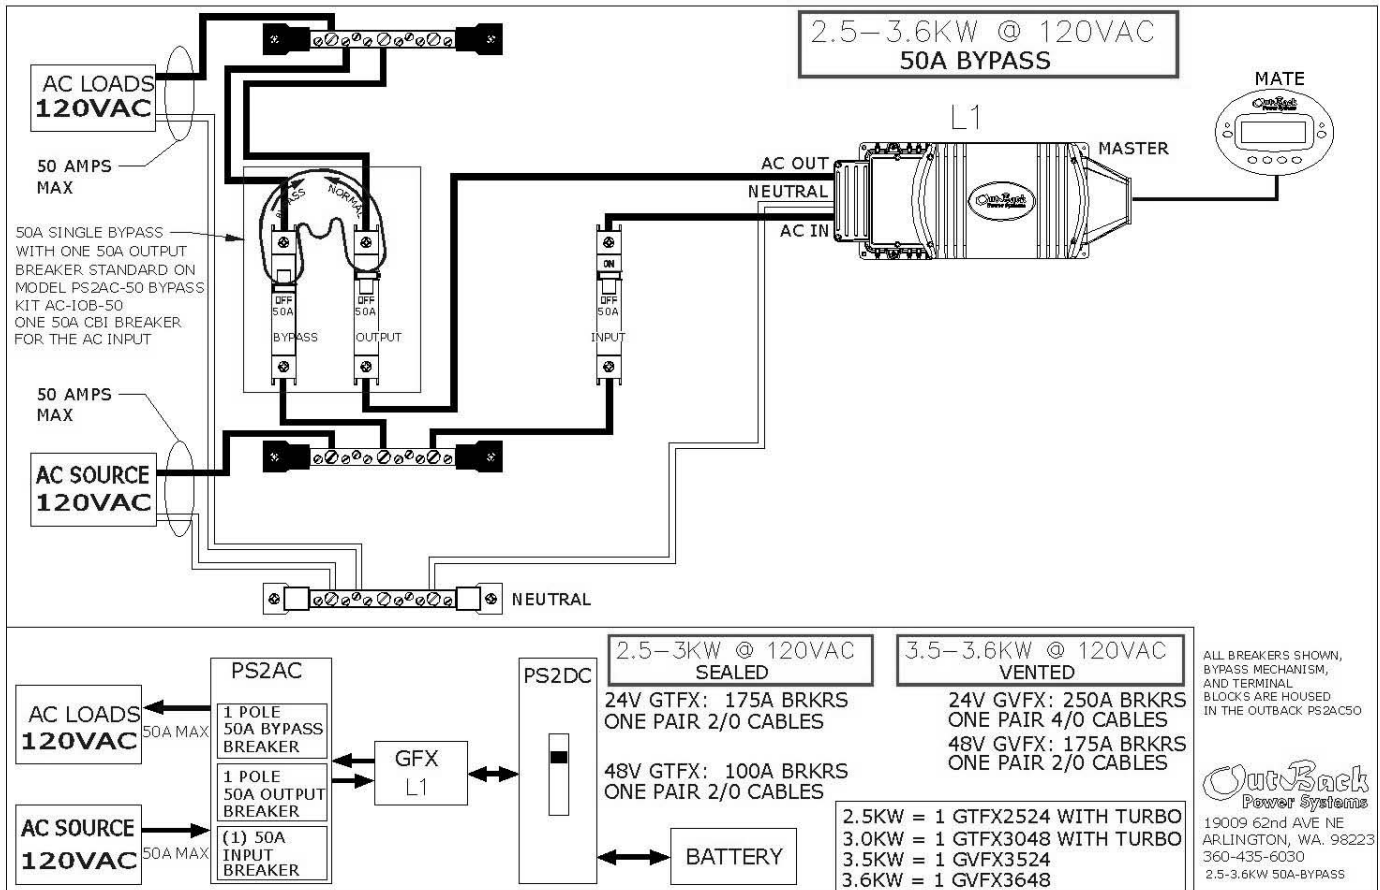 2.5-3.6KW @ 120VAC
50A BYPASS
AC LOADS
120VAC
50 AMPS
MAX
MATE
OutBack
Power Systems
L1
MASTER
AC OUT
NEUTRAL
AC IN
OutBack
Power Systems
BYPASS
NORMAL
50A SINGLE BYPASS
WITH ONE 50A OUTPUT
BREAKER STANDARD ON
MODEL PS2AC-50 BYPASS
KIT AC-IOB-50
ONE 50A CBI BREAKER
FOR THE AC INPUT
OFF
50A
BYPASS
OFF
50A
OUTPUT
ON
OFF
50A
INPUT
50 AMPS
MAX
AC SOURCE
120VAC
NEUTRAL
PS2AC
AC LOADS
120VAC
50A MAX
1 POLE
50A BYPASS
BREAKER
1 POLE
50A OUTPUT
BREAKER
(1) 50A
INPUT
BREAKER
AC SOURCE
120VAC
50A MAX
GFX
L1
PS2DC
BATTERY
2.5-3KW @ 120VAC
SEALED
24V GTFX: 175A BRKRS
ONE PAIR 2/0 CABLES
48V GTFX: 100A BRKRS
ONE PAIR 2/0 CABLES
3.5-3.6KW @ 120VAC
VENTED
24V GVFX: 250A BRKRS
ONE PAIR 4/0 CABLES
48V GVFX: 175A BRKRS
ONE PAIR 2/0 CABLES
2.5KW = 1 GTFX2524 WITH TURBO
3.0KW = 1 GTFX3048 WITH TURBO
3.5KW = 1 GVFX3524
3.6KW = 1 GVFX3648
ALL BREAKERS SHOWN,
BYPASS MECHANISM,
AND TERMINAL
BLOCKS ARE HOUSED
IN THE OUTBACK PS2AC50
OutBack
Power Systems
19009 62nd AVE NE
ARLINGTON, WA. 98223
360-435-6030
2.5-3.6KW 50A-BYPASS